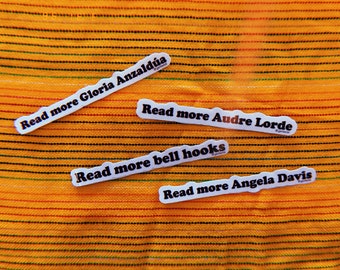 Read more Gloria Anzaldúa
Read more Audre Lorde
Read more bell hooks
Read more Angela Davis